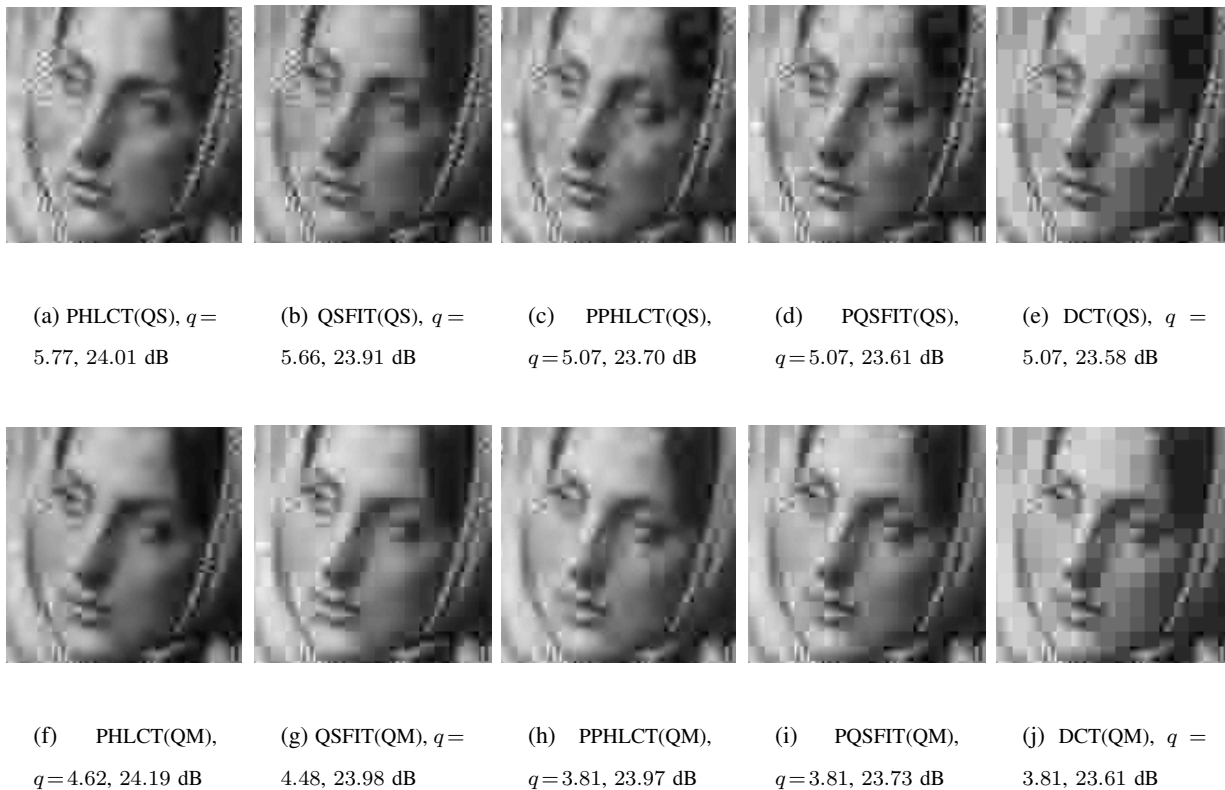 (a) PHLCT(QS), q =
5.77, 24.01 dB
(b) QSFIT(QS), q =
5.66, 23.91 dB
(c) PPHLCT(QS),
q = 5.07, 23.70 dB
(d) PQSFIT(QS),
q = 5.07, 23.61 dB
(e) DCT(QS), q =
5.07, 23.58 dB
(f) PHLCT(QM),
q = 4.62, 24.19 dB
(g) QSFIT(QM), q =
4.48, 23.98 dB
(h) PPHLCT(QM),
q = 3.81, 23.97 dB
(i) PQSFIT(QM),
q = 3.81, 23.73 dB
(j) DCT(QM), q =
3.81, 23.61 dB